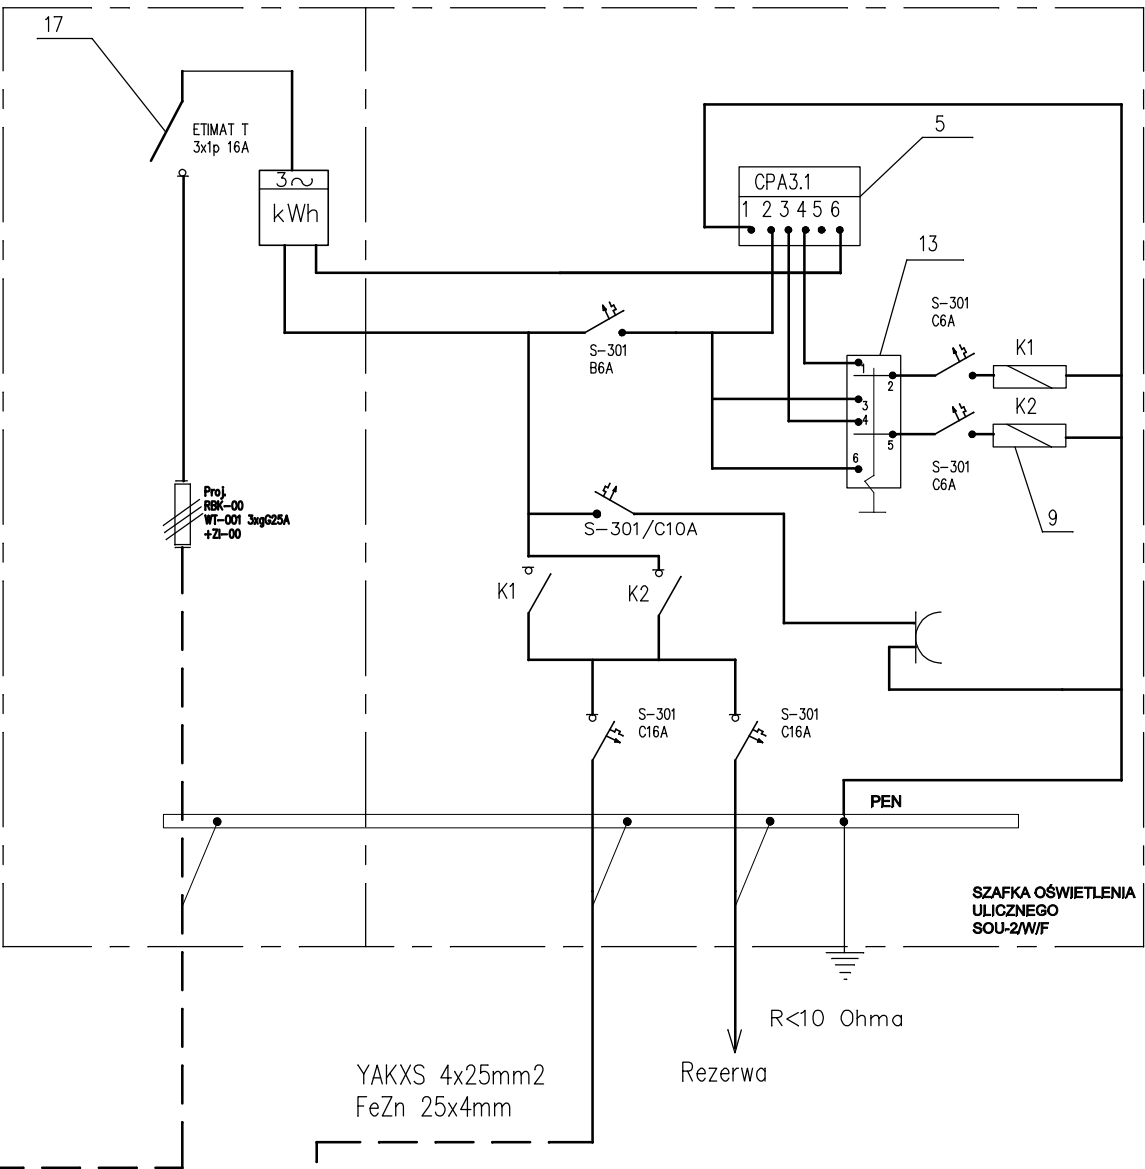 17
ETIMAT T
3x1p 16A
3~
kWh
5
CPA3.1
1 2 3 4 5 6
13
S-301
C6A
S-301
B6A
K1
1
2
3
K2
4
5
6
S-301
C6A
9
Proj.
RBK-00
WT-001 3xgG25A
+ZI-00
S-301/C10A
K1
K2
S-301
C16A
S-301
C16A
PEN
SZAFKA OŚWIETLENIA
ULICZNEGO
SOU-2/W/F
R<10 Ohma
Rezerwa
YAKXS 4x25mm2
FeZn 25x4mm